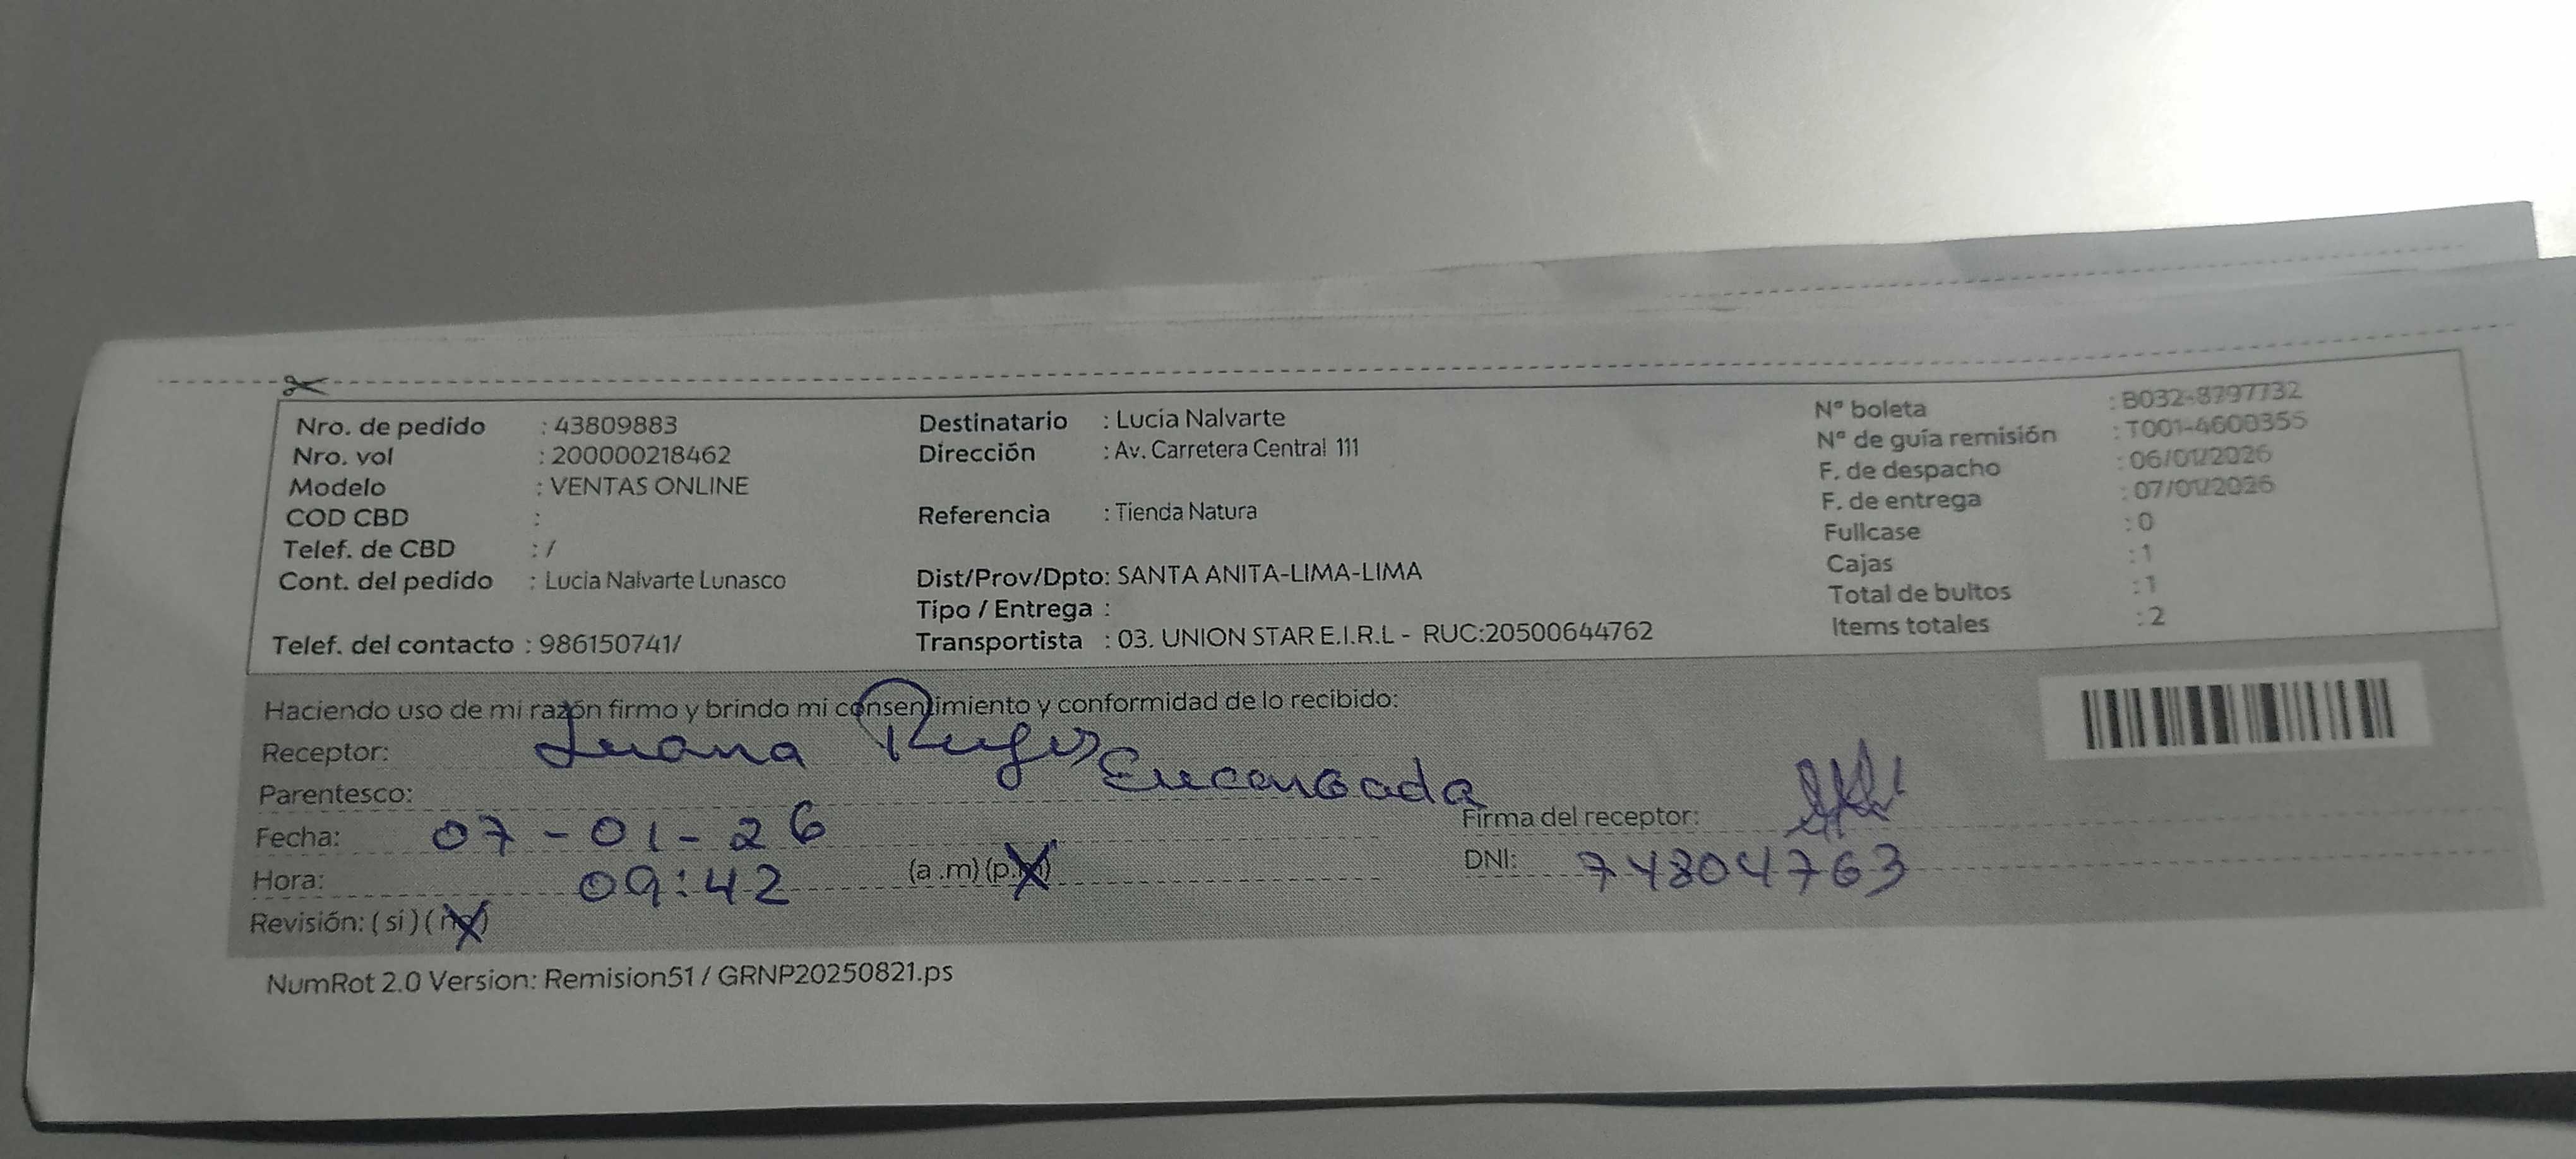 Nro. de pedido : 43809883
Nro. vol : 200000218462
Modelo : VENTAS ONLINE
COD CBD :
Telef. de CBD : /
Cont. del pedido : Lucia Nalvarte Lunasco
Telef. del contacto : 986150741/
Destinatario : Lucia Nalvarte
Dirección : Av. Carretera Central 111
Referencia : Tienda Natura
Dist/Prov/Dpto: SANTA ANITA-LIMA-LIMA
Tipo / Entrega :
Transportista : 03. UNION STAR E.I.R.L - RUC:20500644762
N° boleta : B032-8797732
N° de guía remisión : T001-4600355
F. de despacho : 06/01/2026
F. de entrega : 07/01/2026
Fullcase : 0
Cajas : 1
Total de bultos : 1
Items totales : 2
Haciendo uso de mi razón firmo y brindo mi consentimiento y conformidad de lo recibido:
Receptor: Luana
Parentesco: Encargada
Fecha: 07-01-26
Hora: 09:42 (a .m) (p.m)
Revisión: ( si ) ( no )
Firma del receptor:
DNI: 74804763
NumRot 2.0 Version: Remision51 / GRNP20250821.ps